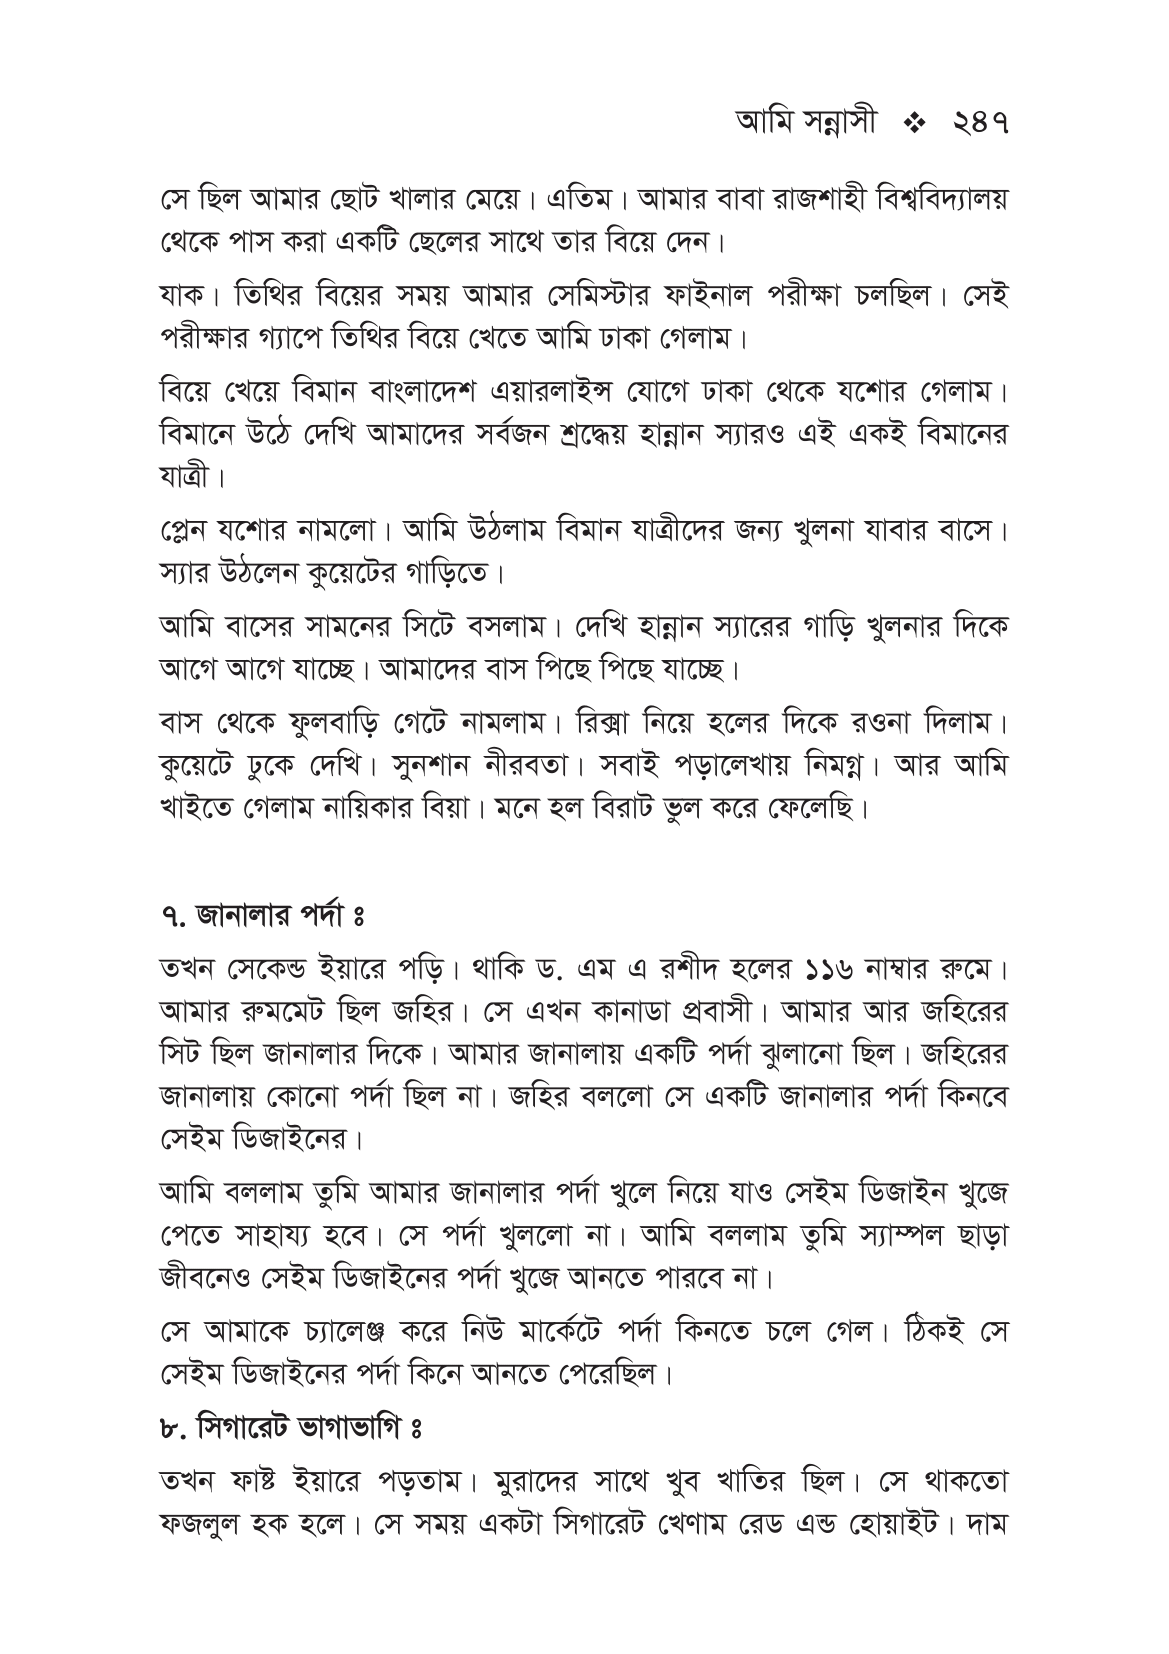 আমি সন্নাসী ❖ ২৪৭
সে ছিল আমার ছোট খালার মেয়ে। এতিম। আমার বাবা রাজশাহী বিশ্ববিদ্যালয়
থেকে পাস করা একটি ছেলের সাথে তার বিয়ে দেন।
যাক। তিথির বিয়ের সময় আমার সেমিস্টার ফাইনাল পরীক্ষা চলছিল। সেই
পরীক্ষার গ্যাপে তিথির বিয়ে খেতে আমি ঢাকা গেলাম।
বিয়ে খেয়ে বিমান বাংলাদেশ এয়ারলাইন্স যোগে ঢাকা থেকে যশোর গেলাম।
বিমানে উঠে দেখি আমাদের সর্বজন শ্রদ্ধেয় হান্নান স্যারও এই একই বিমানের
যাত্রী।
প্লেন যশোর নামলো। আমি উঠলাম বিমান যাত্রীদের জন্য খুলনা যাবার বাসে।
স্যার উঠলেন কুয়েটের গাড়িতে।
আমি বাসের সামনের সিটে বসলাম। দেখি হান্নান স্যারের গাড়ি খুলনার দিকে
আগে আগে যাচ্ছে। আমাদের বাস পিছে পিছে যাচ্ছে।
বাস থেকে ফুলবাড়ি গেটে নামলাম। রিক্সা নিয়ে হলের দিকে রওনা দিলাম।
কুয়েটে ঢুকে দেখি। সুনশান নীরবতা। সবাই পড়ালেখায় নিমগ্ন। আর আমি
খাইতে গেলাম নায়িকার বিয়া। মনে হল বিরাট ভুল করে ফেলেছি।
৭. জানালার পর্দা ঃ
তখন সেকেন্ড ইয়ারে পড়ি। থাকি ড. এম এ রশীদ হলের ১১৬ নাম্বার রুমে।
আমার রুমমেট ছিল জহির। সে এখন কানাডা প্রবাসী। আমার আর জহিরের
সিট ছিল জানালার দিকে। আমার জানালায় একটি পর্দা ঝুলানো ছিল। জহিরের
জানালায় কোনো পর্দা ছিল না। জহির বললো সে একটি জানালার পর্দা কিনবে
সেইম ডিজাইনের।
আমি বললাম তুমি আমার জানালার পর্দা খুলে নিয়ে যাও সেইম ডিজাইন খুজে
পেতে সাহায্য হবে। সে পর্দা খুললো না। আমি বললাম তুমি স্যাম্পল ছাড়া
জীবনেও সেইম ডিজাইনের পর্দা খুজে আনতে পারবে না।
সে আমাকে চ্যালেঞ্জ করে নিউ মার্কেটে পর্দা কিনতে চলে গেল। ঠিকই সে
সেইম ডিজাইনের পর্দা কিনে আনতে পেরেছিল।
৮. সিগারেট ভাগাভাগি ঃ
তখন ফাষ্ট ইয়ারে পড়তাম। মুরাদের সাথে খুব খাতির ছিল। সে থাকতো
ফজলুল হক হলে। সে সময় একটা সিগারেট খেণাম রেড এন্ড হোয়াইট। দাম